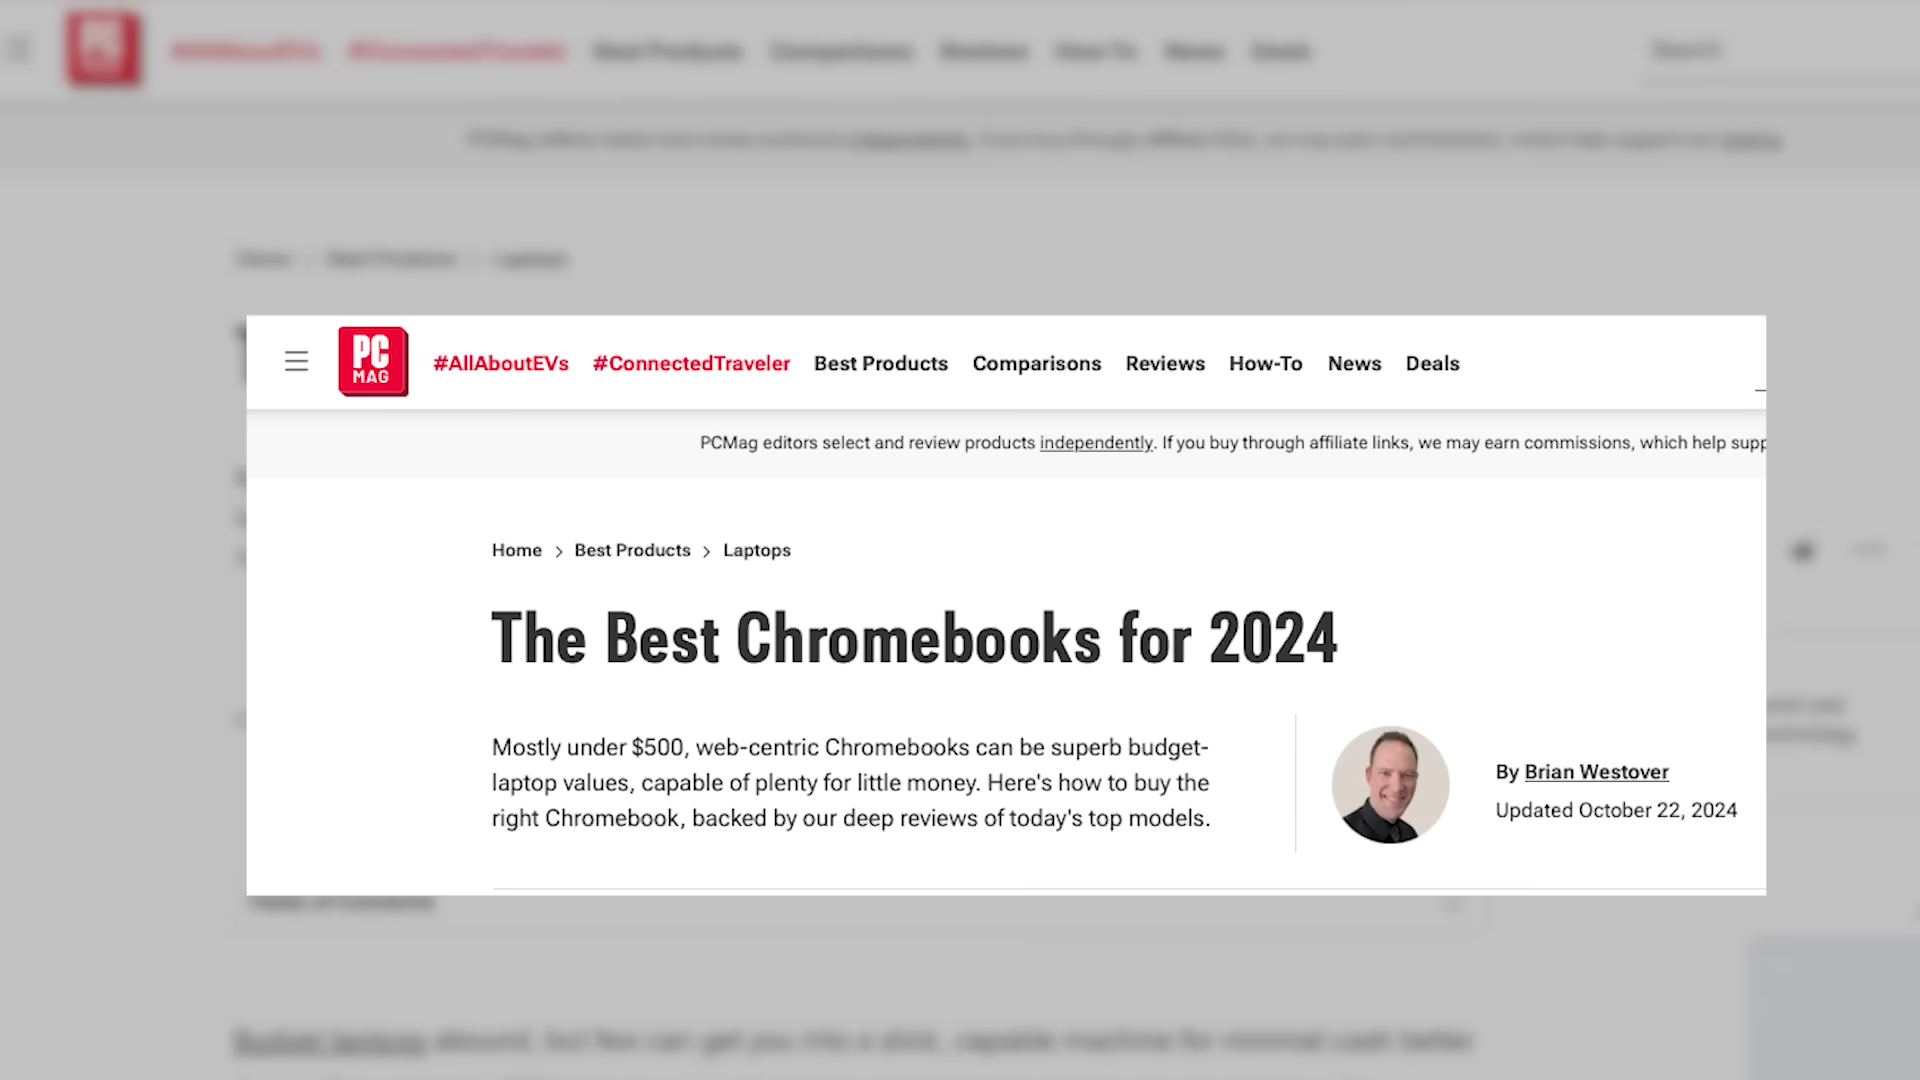 PC
MAG
#AllAboutEVs #ConnectedTraveler Best Products Comparisons Reviews How-To News Deals
PCMag editors select and review products independently. If you buy through affiliate links, we may earn commissions, which help supp
Home > Best Products > Laptops
The Best Chromebooks for 2024
Mostly under $500, web-centric Chromebooks can be superb budget-
laptop values, capable of plenty for little money. Here's how to buy the
right Chromebook, backed by our deep reviews of today's top models.
By Brian Westover
Updated October 22, 2024